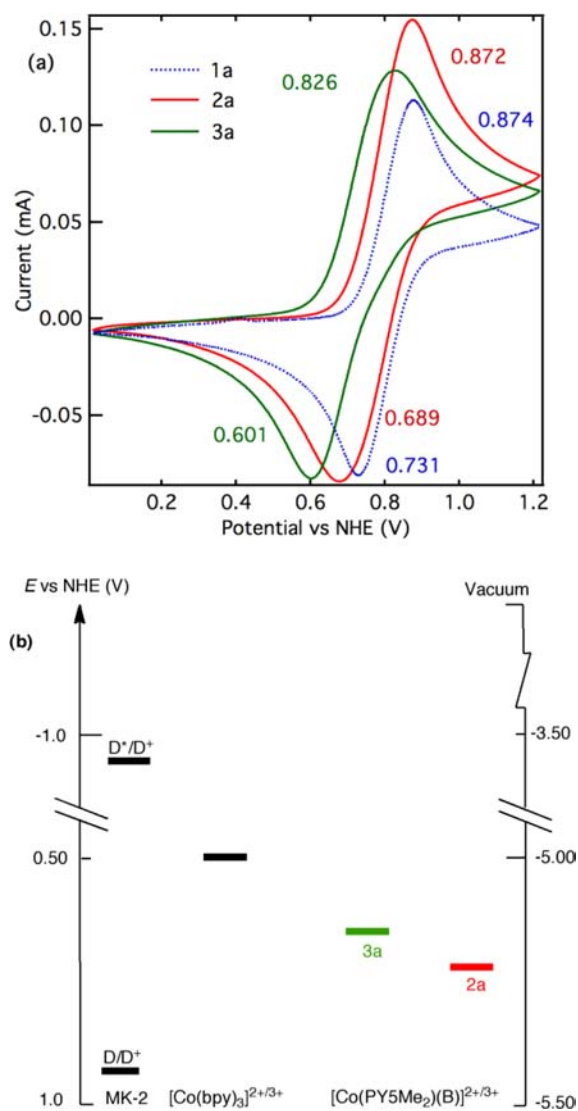 (a)
1a
2a
3a
0.826
0.872
0.874
0.601
0.689
0.731
0.15
0.10
0.05
0.00
-0.05
Current (mA)
0.2 0.4 0.6 0.8 1.0 1.2
Potential vs NHE (V)
E vs NHE (V)
Vacuum
(b)
-1.0
D*/D⁺
-3.50
0.50
-5.00
3a
2a
D/D⁺
1.0
MK-2
[Co(bpy)₃]²⁺/³⁺
[Co(PY5Me₂)(B)]²⁺/³⁺
-5.50